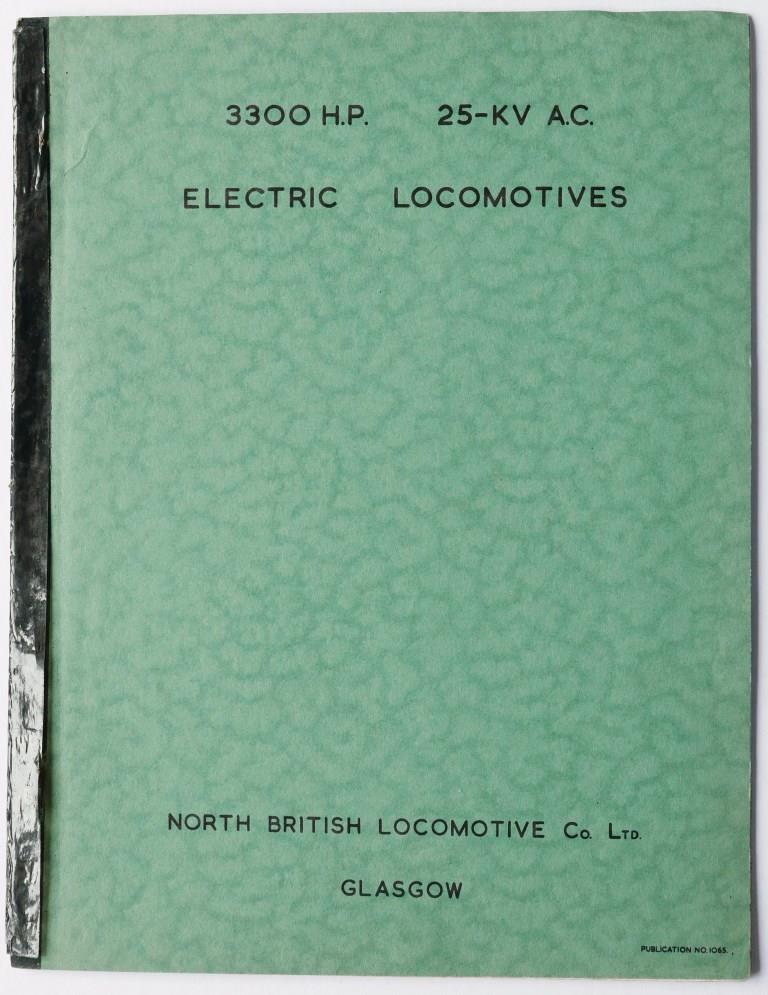 3300 H.P. 25-KV A.C.
ELECTRIC LOCOMOTIVES
NORTH BRITISH LOCOMOTIVE Co. LTD.
GLASGOW
PUBLICATION NO. 1065.